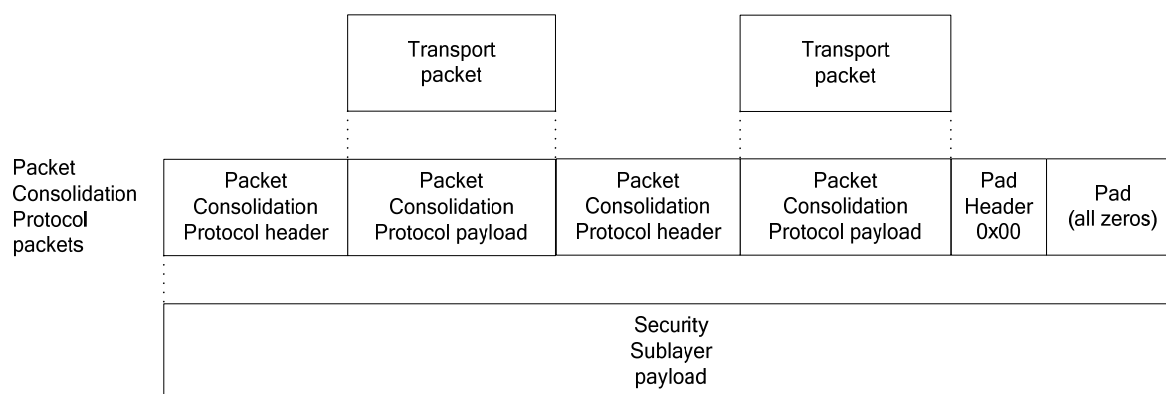 Transport
packet
Transport
packet
Packet
Consolidation
Protocol
packets
Packet
Consolidation
Protocol header
Packet
Consolidation
Protocol payload
Packet
Consolidation
Protocol header
Packet
Consolidation
Protocol payload
Pad
Header
0x00
Pad
(all zeros)
Security
Sublayer
payload